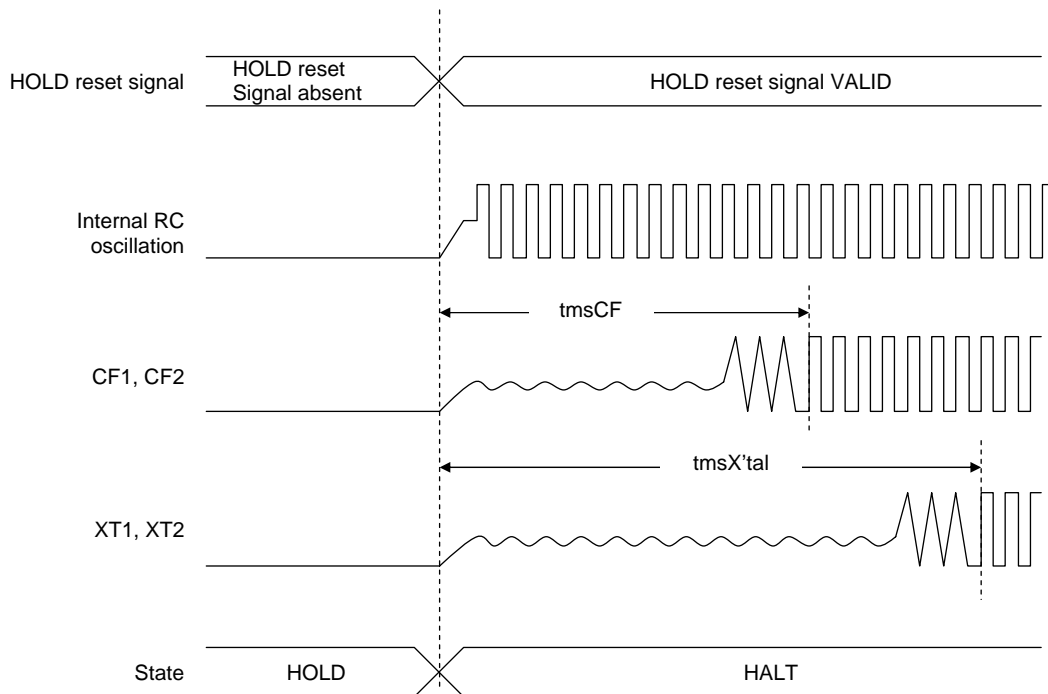 HOLD reset signal
HOLD reset
Signal absent
HOLD reset signal VALID
Internal RC
oscillation
tmsCF
CF1, CF2
tmsX’tal
XT1, XT2
State
HOLD
HALT